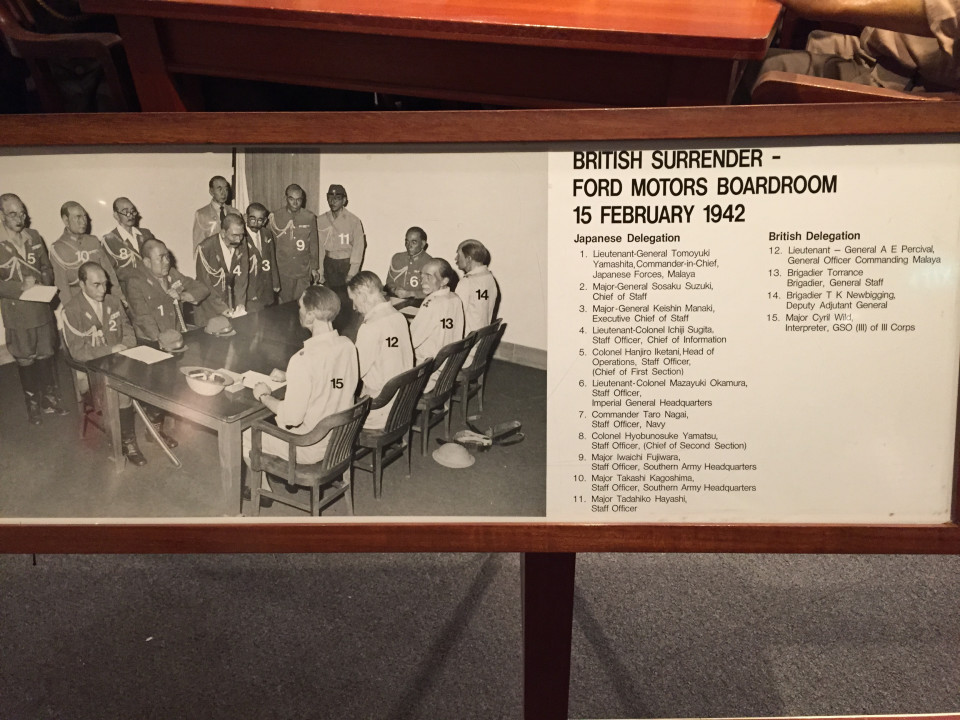 BRITISH SURRENDER -
FORD MOTORS BOARDROOM
15 FEBRUARY 1942
Japanese Delegation
1. Lieutenant-General Tomoyuki
Yamashita, Commander-in-Chief,
Japanese Forces, Malaya
2. Major-General Sosaku Suzuki,
Chief of Staff
3. Major-General Keishin Manaki,
Executive Chief of Staff
4. Lieutenant-Colonel Ichiji Sugita,
Staff Officer, Chief of Information
5. Colonel Hanjiro Iketani, Head of
Operations, Staff Officer,
(Chief of First Section)
6. Lieutenant-Colonel Mazayuki Okamura,
Staff Officer,
Imperial General Headquarters
7. Commander Taro Nagai,
Staff Officer, Navy
8. Colonel Hyobunosuke Yamatsu,
Staff Officer, (Chief of Second Section)
9. Major Iwaichi Fujiwara,
Staff Officer, Southern Army Headquarters
10. Major Takashi Kagoshima,
Staff Officer, Southern Army Headquarters
11. Major Tadahiko Hayashi,
Staff Officer
British Delegation
12. Lieutenant – General A E Percival,
General Officer Commanding Malaya
13. Brigadier Torrance
Brigadier, General Staff
14. Brigadier T K Newbigging,
Deputy Adjutant General
15. Major Cyril Wild,
Interpreter, GSO (III) of III Corps
5
10
8
7
4
3
9
11
2
1
6
14
13
12
15